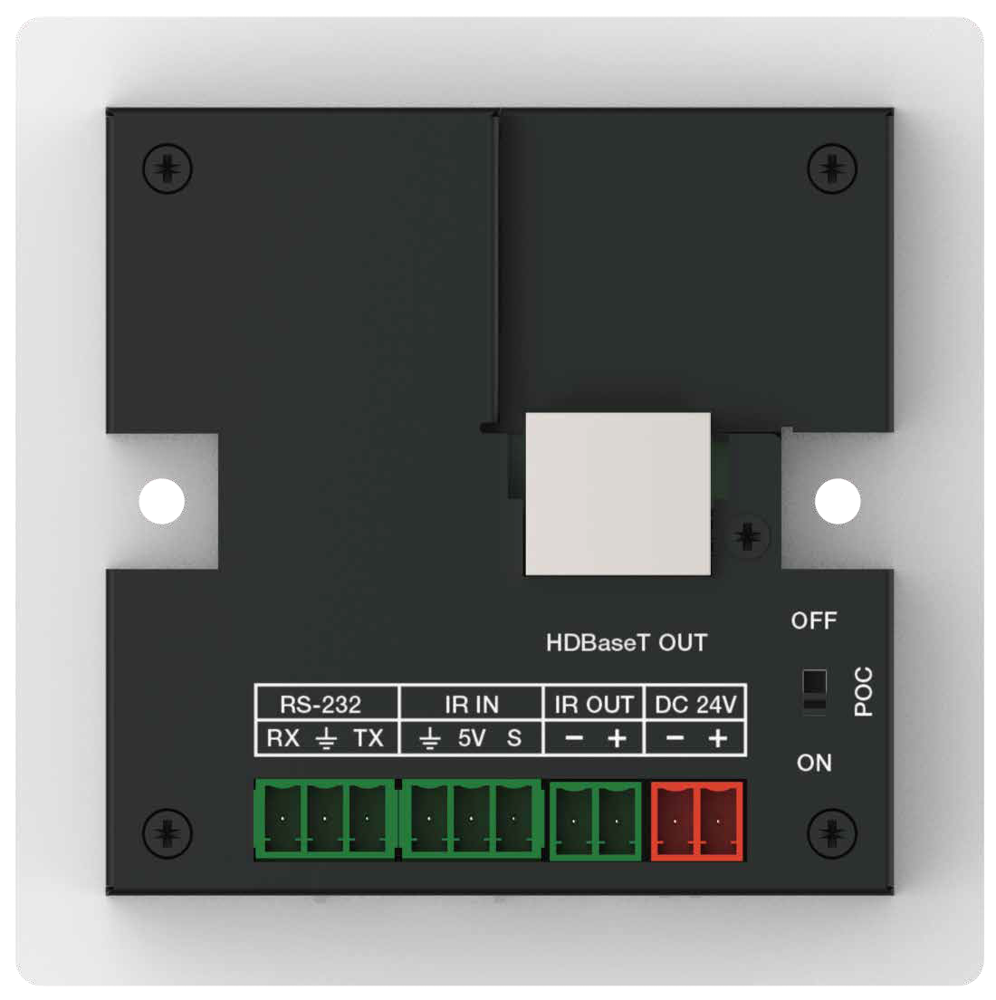 OFF
HDBaseT OUT
POC
RS-232 IR IN IR OUT DC 24V
RX ⏚ TX ⏚ 5V S − + − +
ON